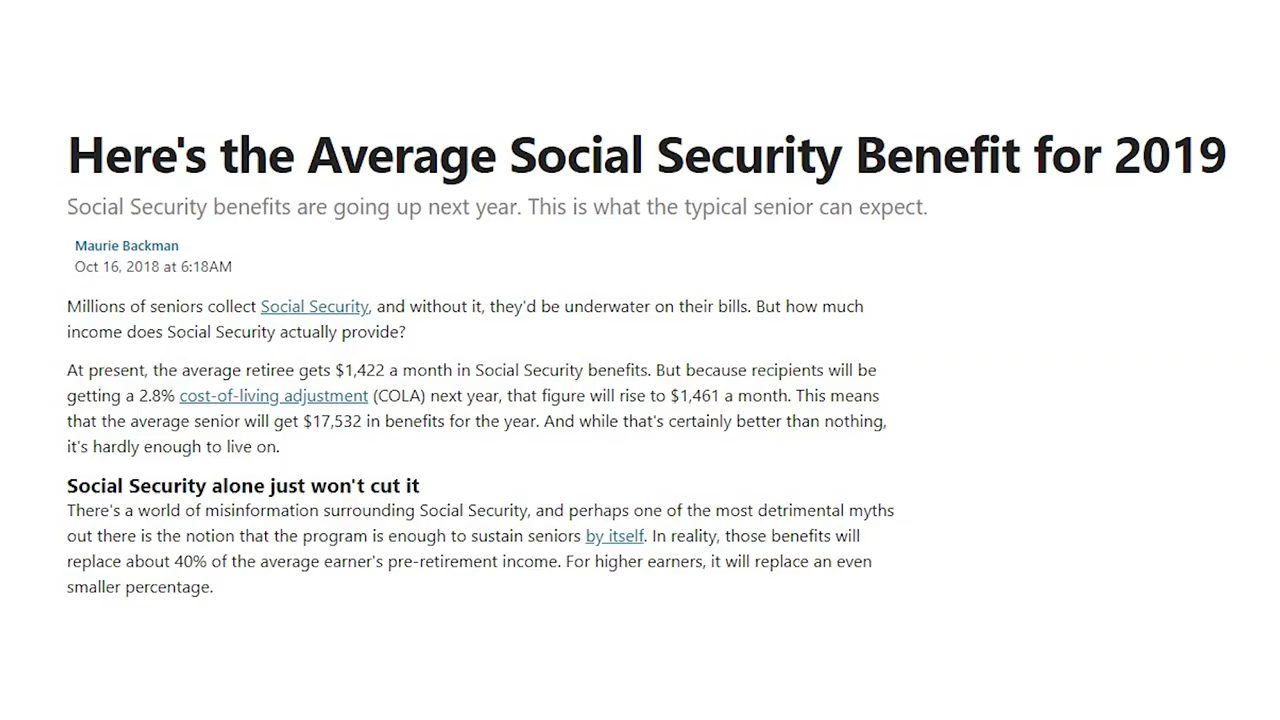 Here's the Average Social Security Benefit for 2019
Social Security benefits are going up next year. This is what the typical senior can expect.
Maurie Backman
Oct 16, 2018 at 6:18AM
Millions of seniors collect Social Security, and without it, they'd be underwater on their bills. But how much
income does Social Security actually provide?
At present, the average retiree gets $1,422 a month in Social Security benefits. But because recipients will be
getting a 2.8% cost-of-living adjustment (COLA) next year, that figure will rise to $1,461 a month. This means
that the average senior will get $17,532 in benefits for the year. And while that's certainly better than nothing,
it's hardly enough to live on.
Social Security alone just won't cut it
There's a world of misinformation surrounding Social Security, and perhaps one of the most detrimental myths
out there is the notion that the program is enough to sustain seniors by itself. In reality, those benefits will
replace about 40% of the average earner's pre-retirement income. For higher earners, it will replace an even
smaller percentage.